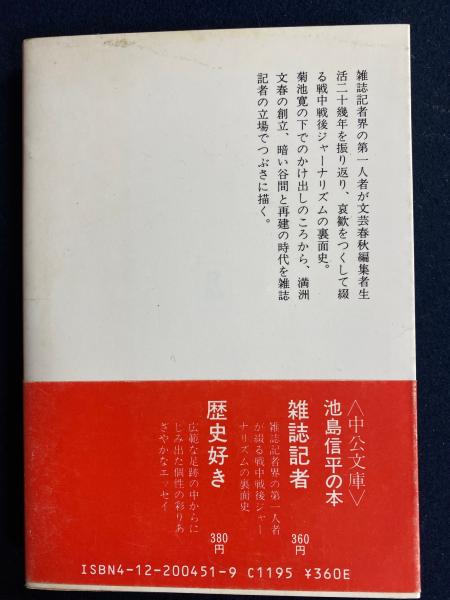 雑誌記者界の第一人者が文芸春秋編集者生
活二十幾年を振り返り、哀歓をつくして綴
る戦中戦後ジャーナリズムの裏面史。
菊池寛の下でのかけ出しのころから、満洲
文春の創立、暗い谷間と再建の時代を雑誌
記者の立場でつぶさに描く。
〈中公文庫〉
池島信平の本
雑誌記者 360円
雑誌記者界の第一人者
が綴る戦中戦後ジャー
ナリズムの裏面史
歴史好き 380円
広範な足跡の中からに
じみ出た個性の彩りあ
ざやかなエッセイ
ISBN4-12-200451-9 C1195 ¥360E